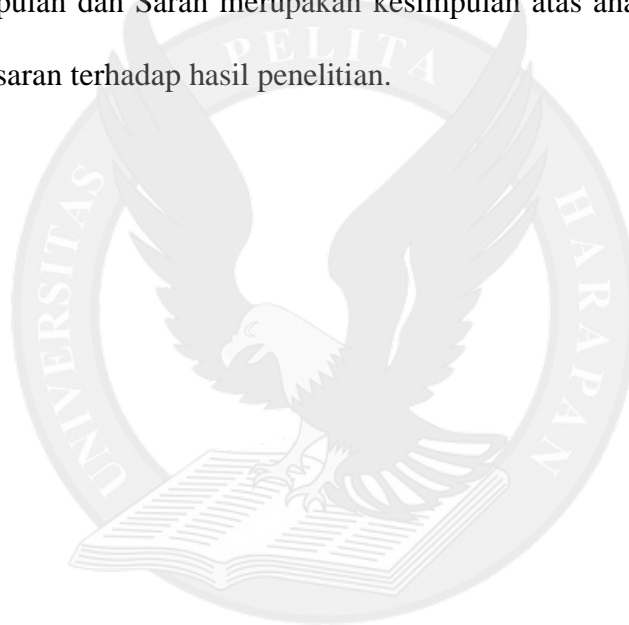 pulan dan Saran merupakan kesimpulan atas ana
saran terhadap hasil penelitian.
UNIVERSITAS PELITA HARAPAN